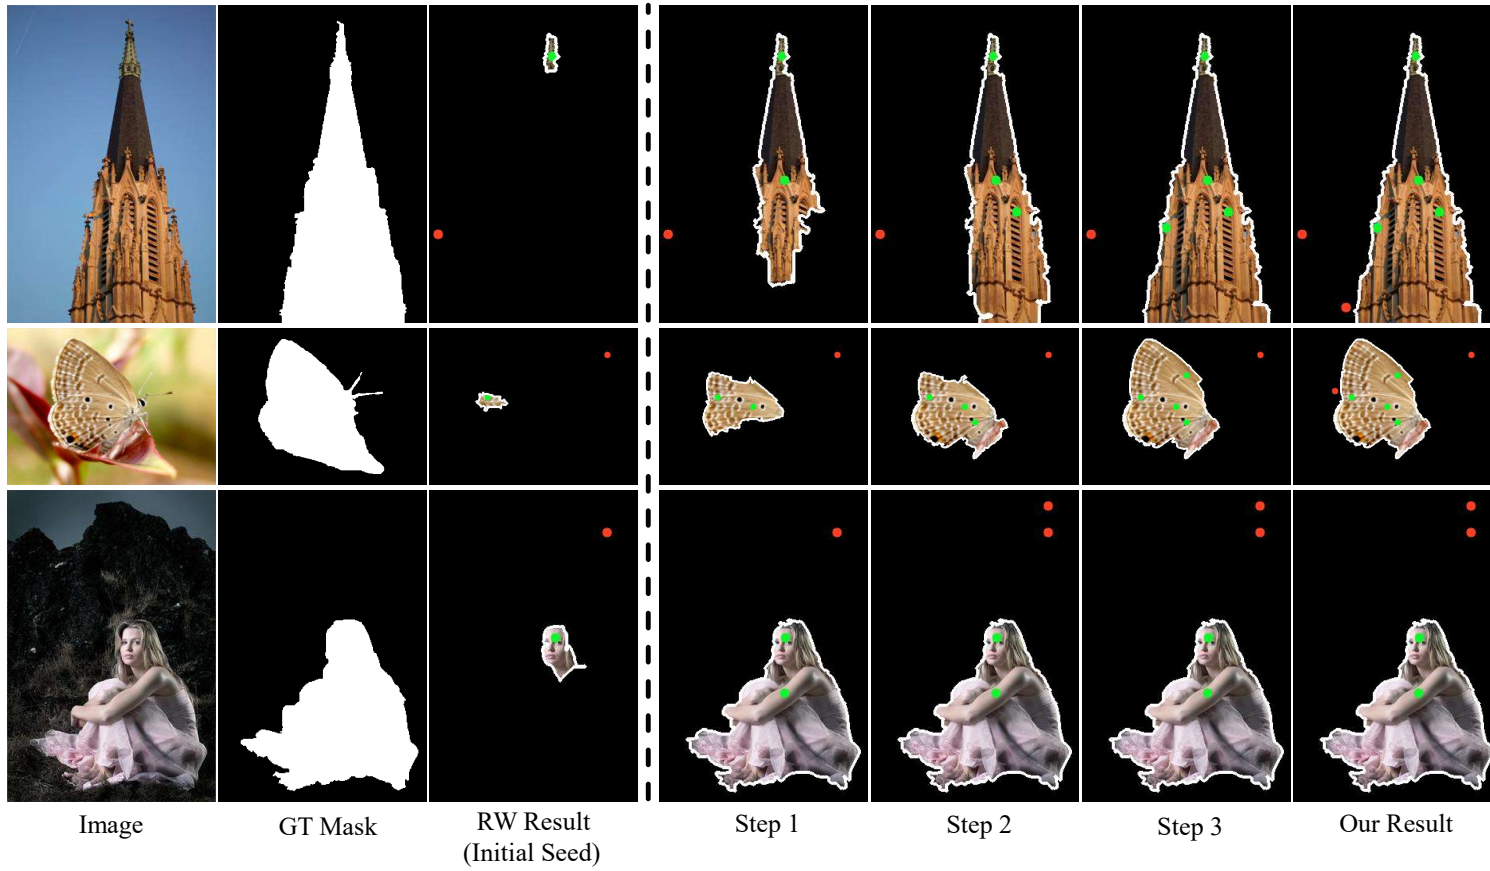 Image
GT Mask
RW Result
(Initial Seed)
Step 1
Step 2
Step 3
Our Result